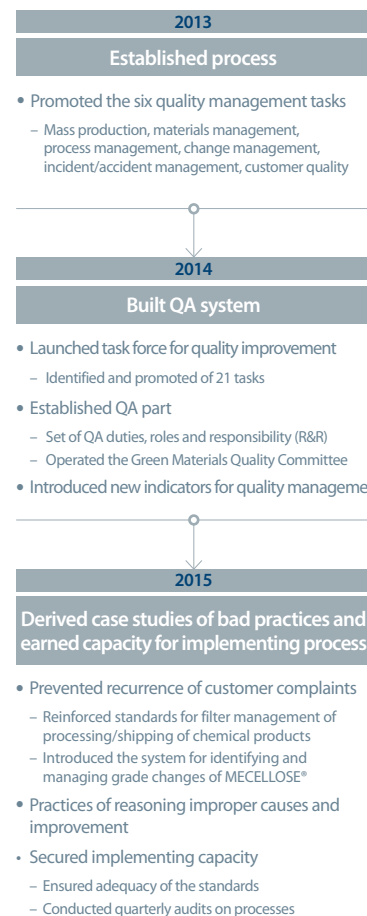 2013
Established process
• Promoted the six quality management tasks
– Mass production, materials management,
process management, change management,
incident/accident management, customer quality
2014
Built QA system
• Launched task force for quality improvement
– Identified and promoted of 21 tasks
• Established QA part
– Set of QA duties, roles and responsibility (R&R)
– Operated the Green Materials Quality Committee
• Introduced new indicators for quality manageme
2015
Derived case studies of bad practices and
earned capacity for implementing process
• Prevented recurrence of customer complaints
– Reinforced standards for filter management of
processing/shipping of chemical products
– Introduced the system for identifying and
managing grade changes of MECELLOSE®
• Practices of reasoning improper causes and
improvement
• Secured implementing capacity
– Ensured adequacy of the standards
– Conducted quarterly audits on processes